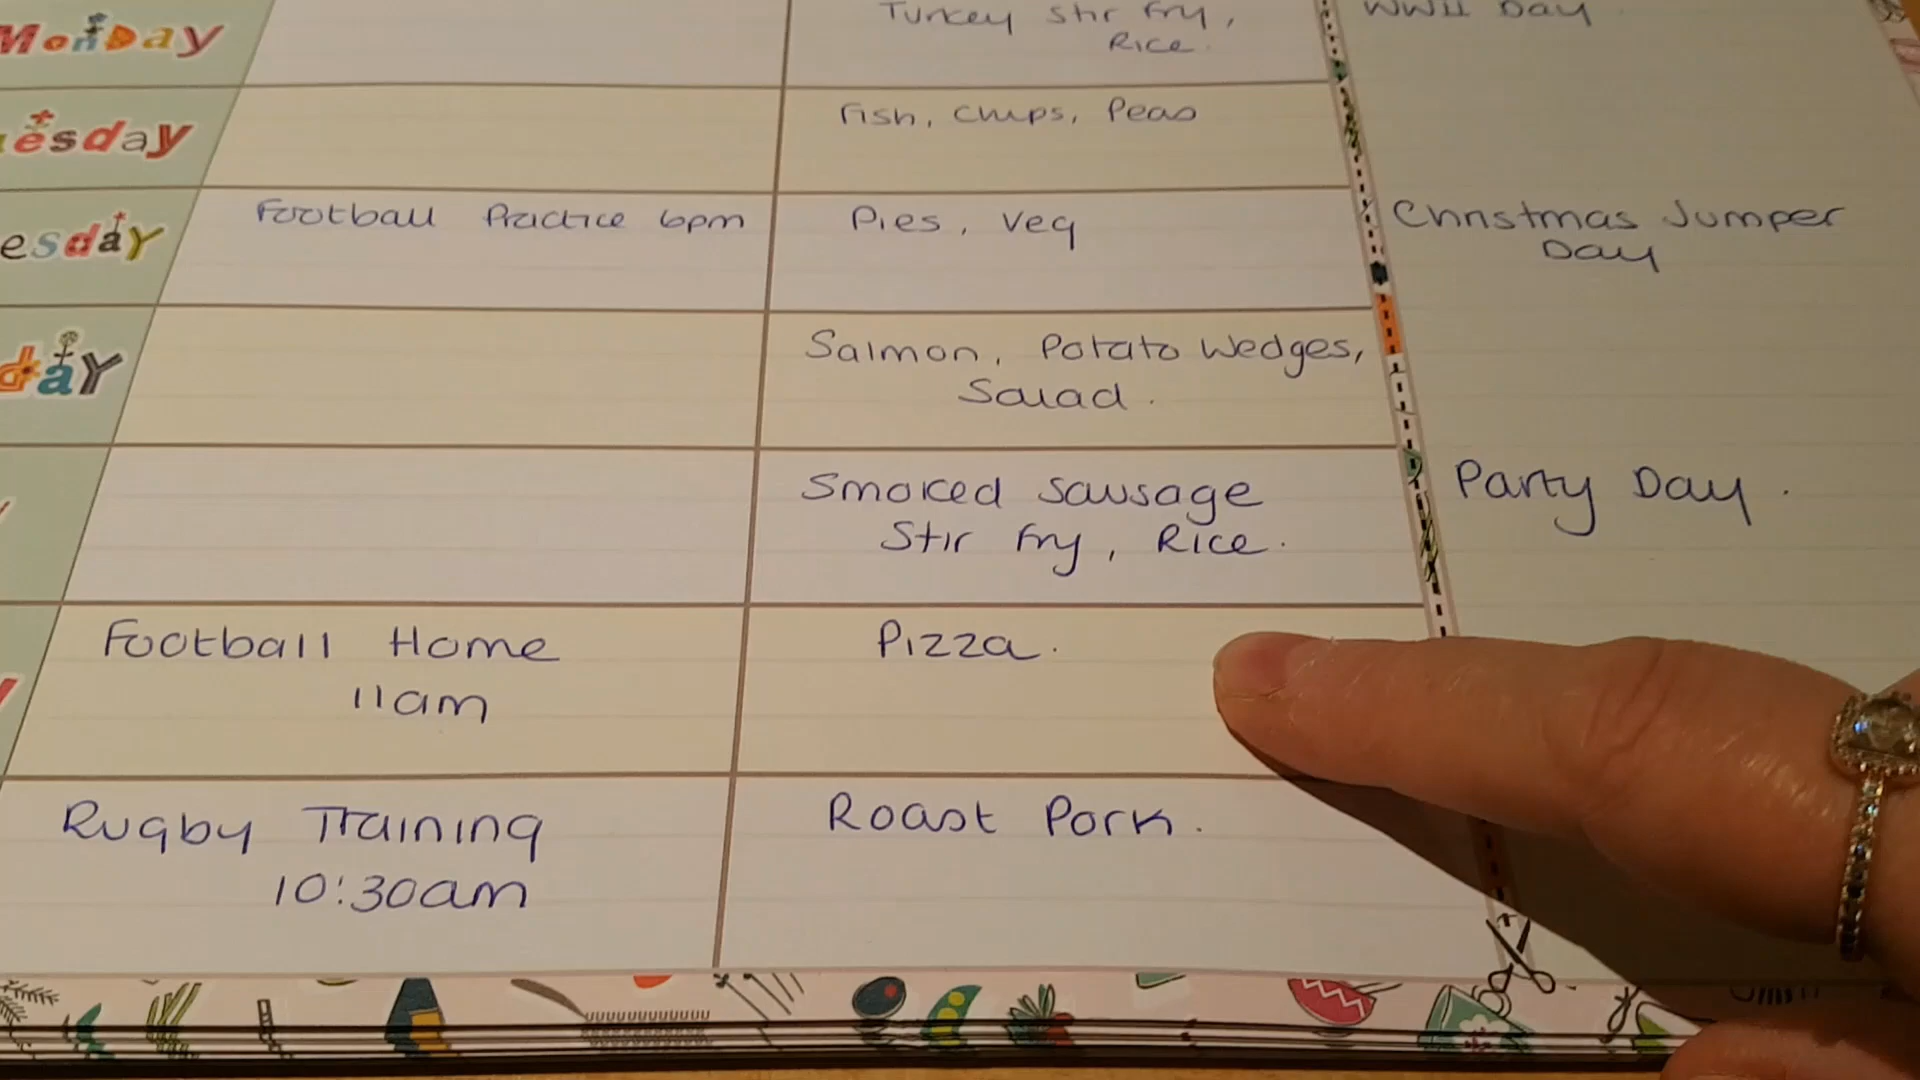 Monday
Turkey Stir Fry,
Rice.
WWII Day
esday
Fish, Chips, Peas
esday
Football Practice 6pm
Pies, Veg
Christmas Jumper
Day
day
Salmon, Potato Wedges,
Salad.
Smoked Sausage
Stir Fry, Rice.
Party Day.
Football Home
11am
Pizza.
Rugby Training
10:30am
Roast Pork.